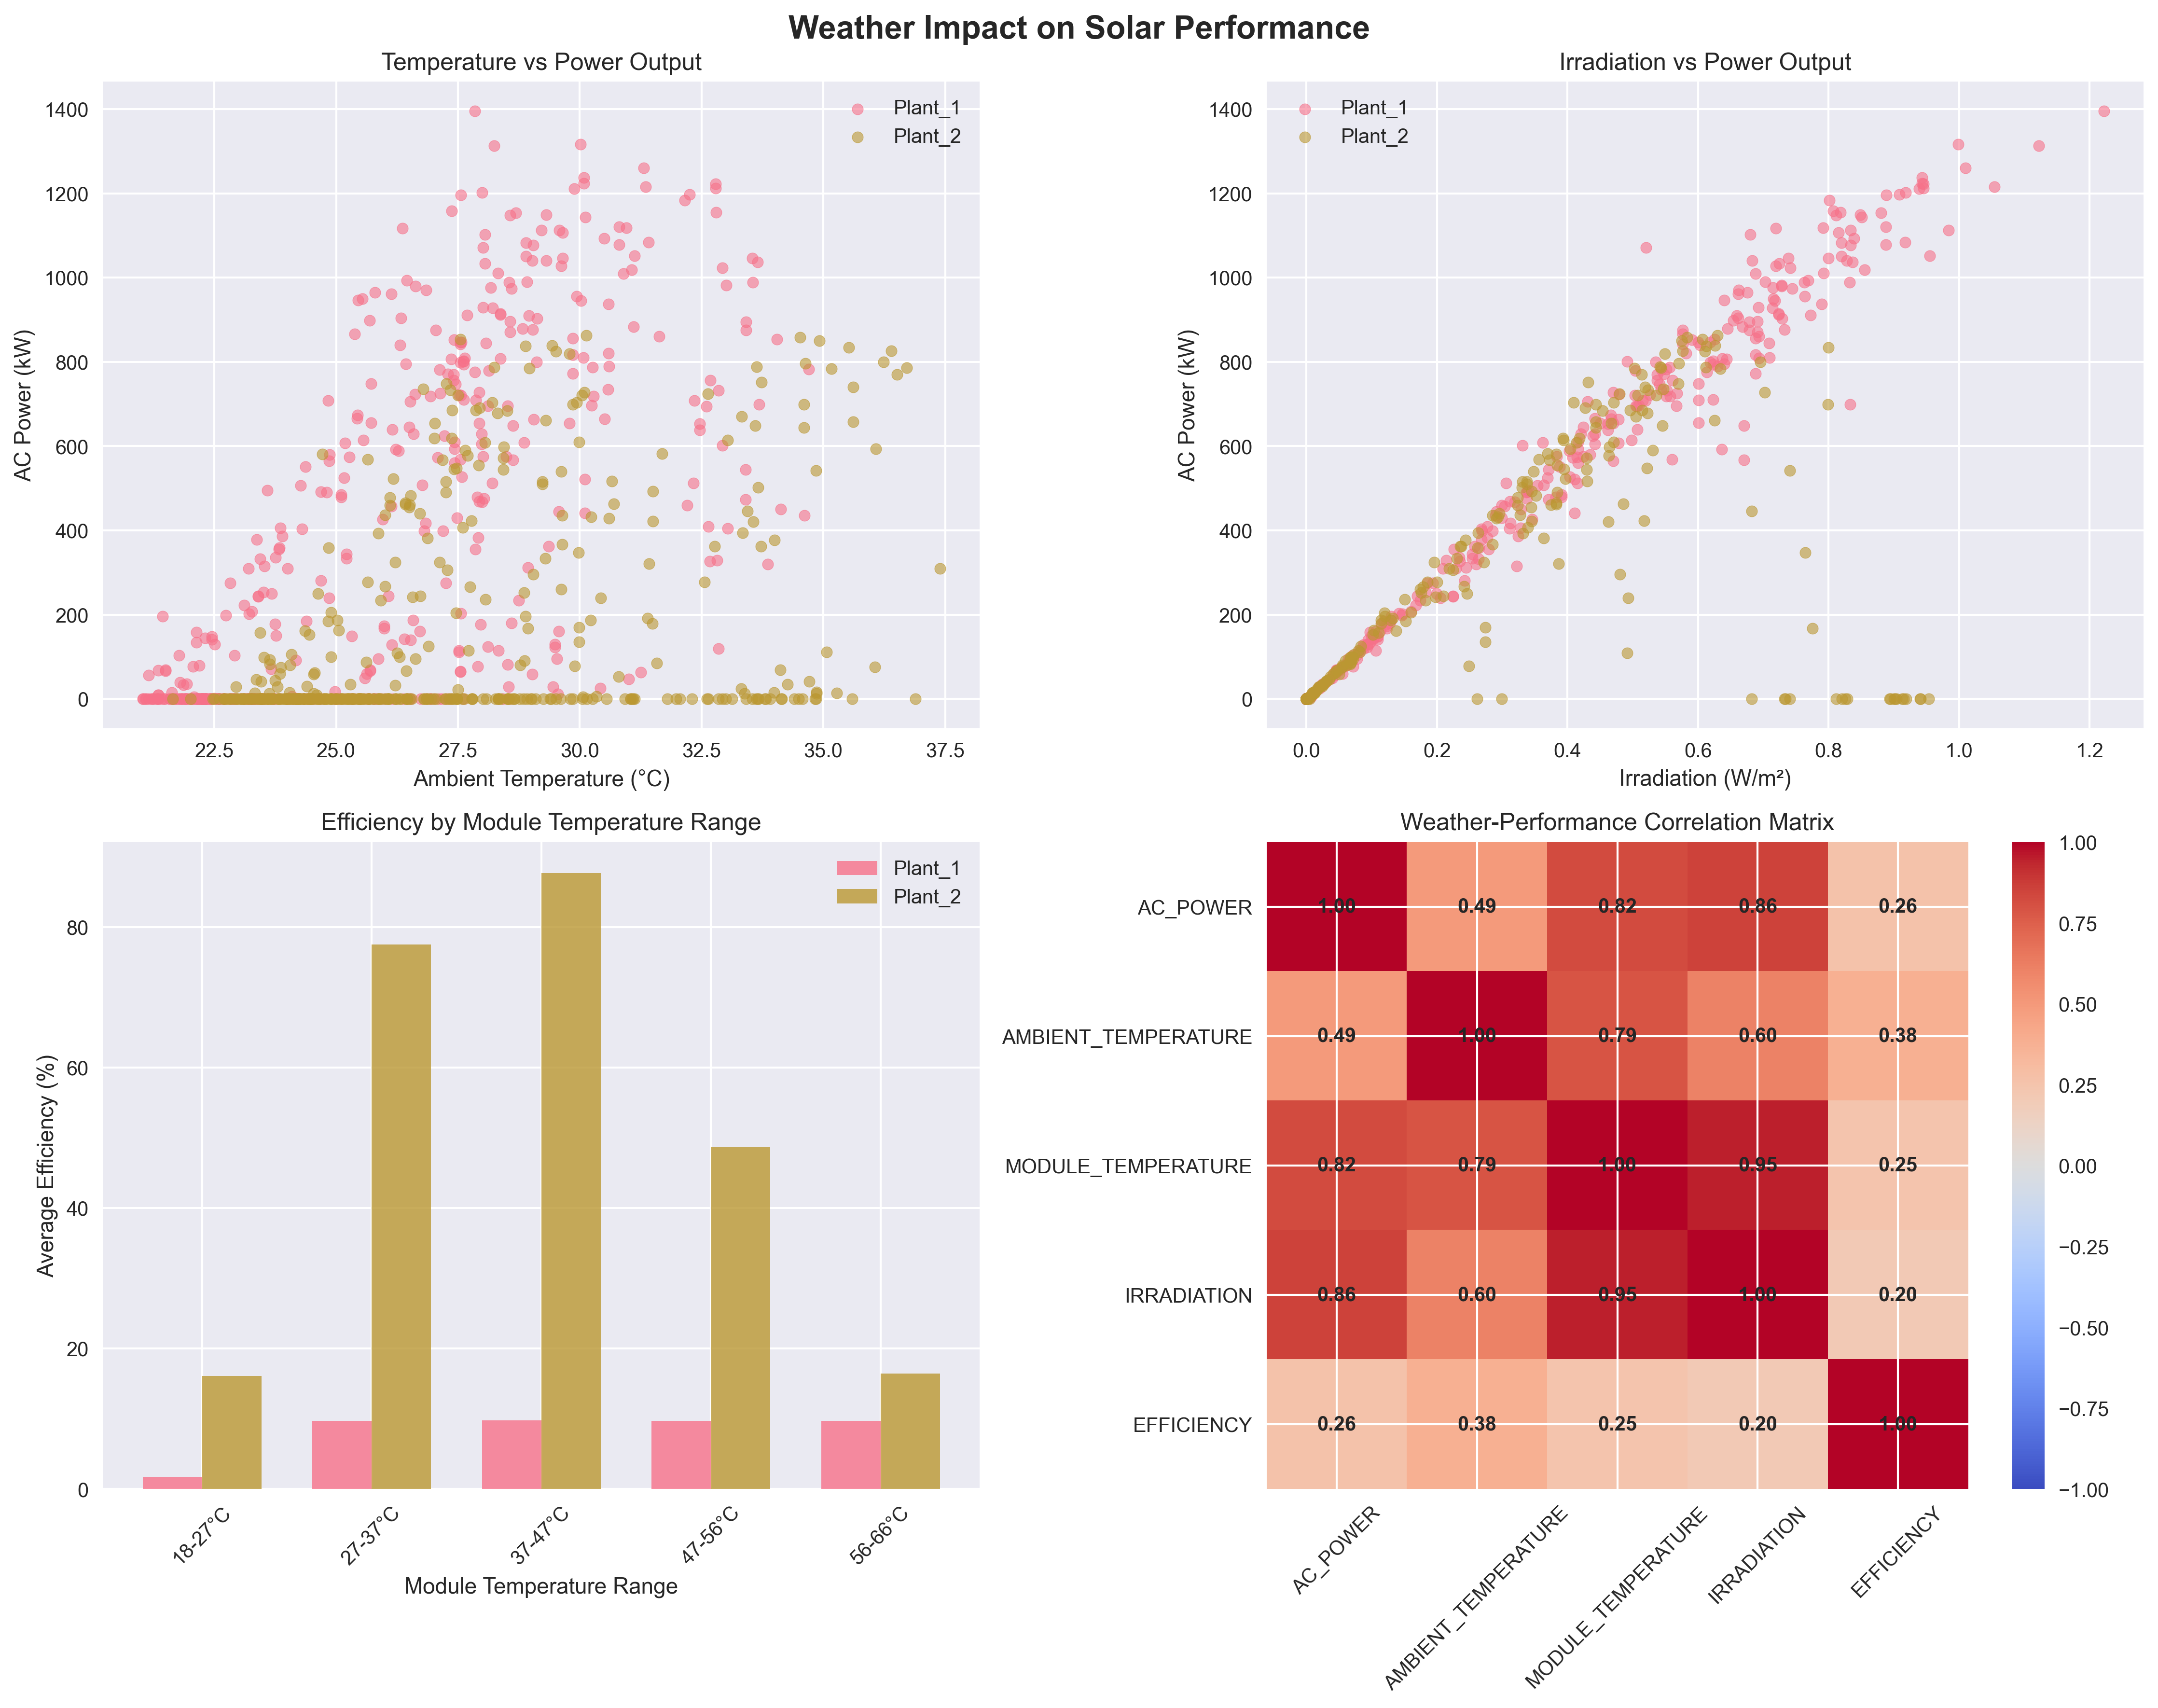 Weather Impact on Solar Performance
Temperature vs Power Output
AC Power (kW)
1400
1200
1000
800
600
400
200
0
Plant_1
Plant_2
22.5 25.0 27.5 30.0 32.5 35.0 37.5
Ambient Temperature (°C)
Irradiation vs Power Output
AC Power (kW)
1400
1200
1000
800
600
400
200
0
Plant_1
Plant_2
0.0 0.2 0.4 0.6 0.8 1.0 1.2
Irradiation (W/m²)
Efficiency by Module Temperature Range
Average Efficiency (%)
80
60
40
20
0
Plant_1
Plant_2
18-27°C 27-37°C 37-47°C 47-56°C 56-66°C
Module Temperature Range
Weather-Performance Correlation Matrix
AC_POWER 1.00 0.49 0.82 0.86 0.26
AMBIENT_TEMPERATURE 0.49 1.00 0.79 0.60 0.38
MODULE_TEMPERATURE 0.82 0.79 1.00 0.95 0.25
IRRADIATION 0.86 0.60 0.95 1.00 0.20
EFFICIENCY 0.26 0.38 0.25 0.20 1.00
AC_POWER AMBIENT_TEMPERATURE MODULE_TEMPERATURE IRRADIATION EFFICIENCY
1.00
0.75
0.50
0.25
0.00
−0.25
−0.50
−0.75
−1.00